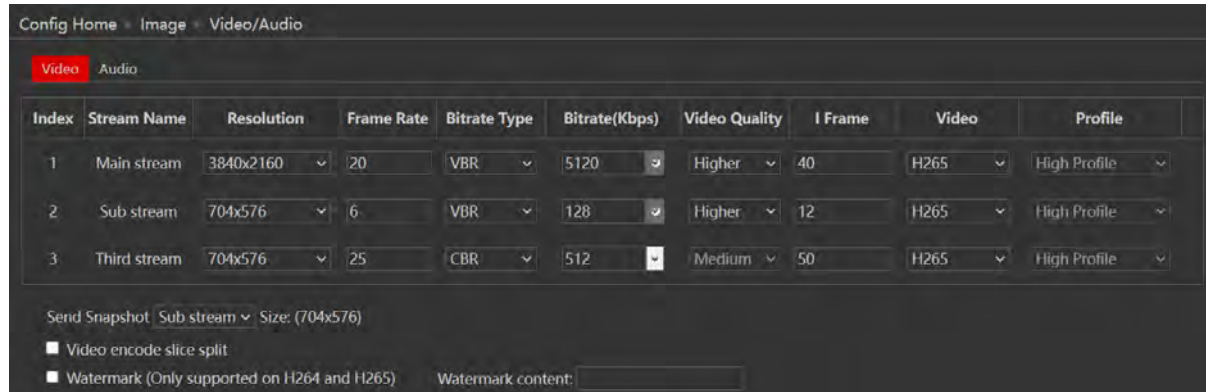 Config Home Image Video/Audio
Video Audio
Index Stream Name Resolution Frame Rate Bitrate Type Bitrate(Kbps) Video Quality I Frame Video Profile
1 Main stream 3840x2160 20 VBR 5120 Higher 40 H265 High Profile
2 Sub stream 704x576 6 VBR 128 Higher 12 H265 High Profile
3 Third stream 704x576 25 CBR 512 Medium 50 H265 High Profile
Send Snapshot Sub stream Size: (704x576)
Video encode slice split
Watermark (Only supported on H264 and H265) Watermark content: